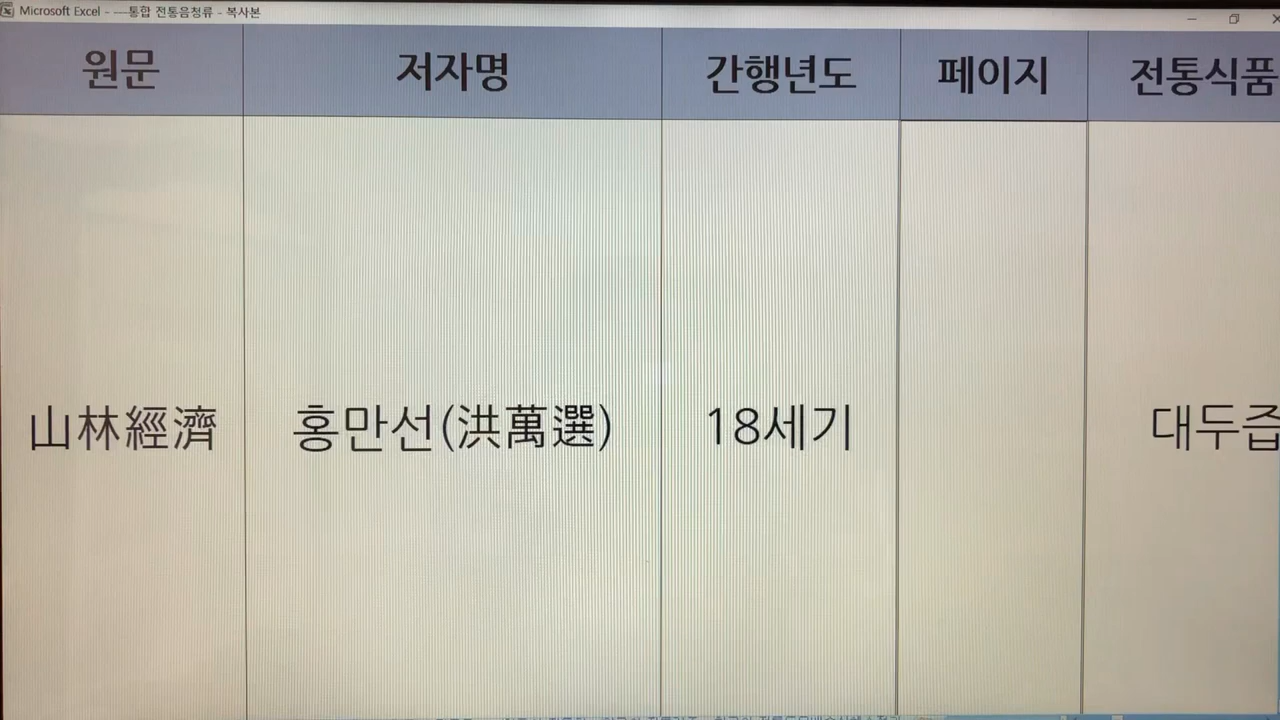 Microsoft Excel - ---통합 전통음청류 - 복사본
원문 저자명 간행년도 페이지 전통식품
山林經濟 홍만선(洪萬選) 18세기 대두즙